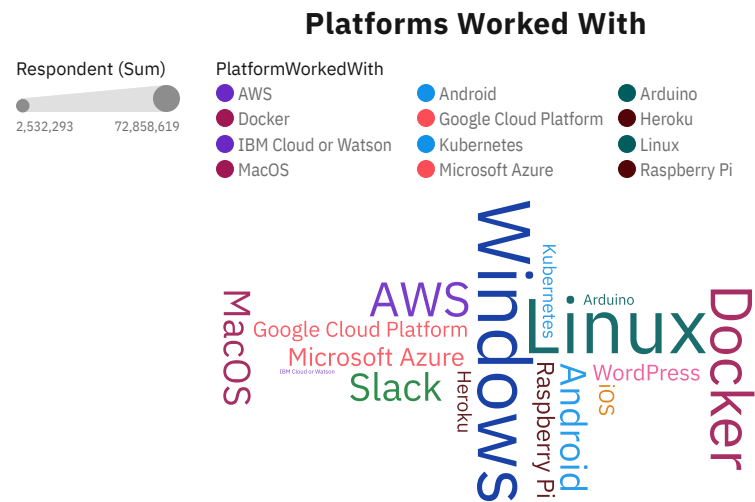 Platforms Worked With
Respondent (Sum)
2,532,293 72,858,619
PlatformWorkedWith
AWS Android Arduino
Docker Google Cloud Platform Heroku
IBM Cloud or Watson Kubernetes Linux
MacOS Microsoft Azure Raspberry Pi
Windows
Kubernetes
AWS
Arduino
Linux
Docker
MacOS
Google Cloud Platform
Microsoft Azure
IBM Cloud or Watson
Slack
Heroku
Raspberry Pi
Android
WordPress
iOS